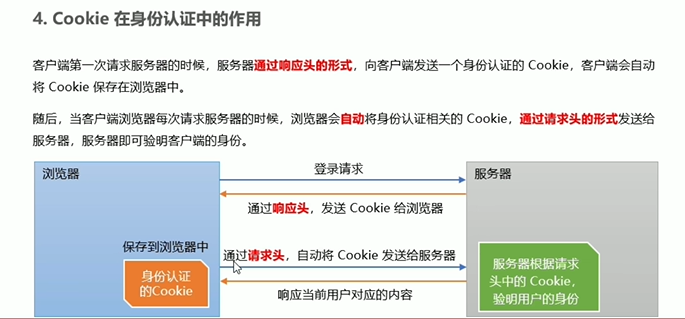 4. Cookie 在身份认证中的作用
客户端第一次请求服务器的时候，服务器通过响应头的形式，向客户端发送一个身份认证的 Cookie，客户端会自动
将 Cookie 保存在浏览器中。
随后，当客户端浏览器每次请求服务器的时候，浏览器会自动将身份认证相关的 Cookie，通过请求头的形式发送给
服务器，服务器即可验明客户端的身份。
浏览器
登录请求
服务器
通过响应头，发送 Cookie 给浏览器
保存到浏览器中
通过请求头，自动将 Cookie 发送给服务器
身份认证
的Cookie
服务器根据请求
头中的 Cookie，
验明用户的身份
响应当前用户对应的内容